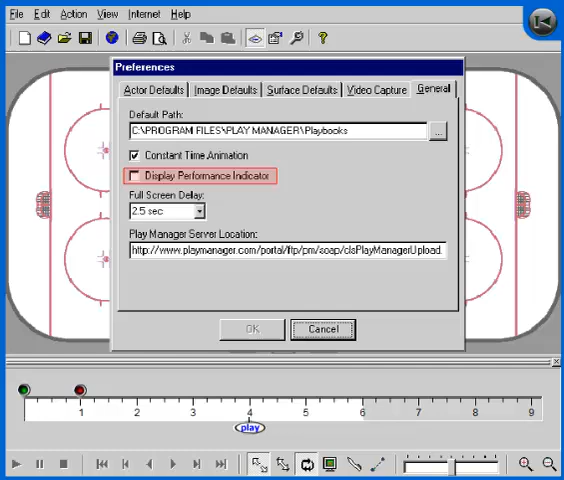 File Edit Action View Internet Help
Preferences
Actor Defaults Image Defaults Surface Defaults Video Capture General
Default Path:
C:\PROGRAM FILES\PLAY MANAGER\Playbooks
...
Constant Time Animation
Display Performance Indicator
Full Screen Delay:
2.5 sec
Play Manager Server Location:
http://www.playmanager.com/portal/ftp/pm/soap/clsPlayManagerUpload.
OK Cancel
1 2 3 4 5 6 7 8 9
play